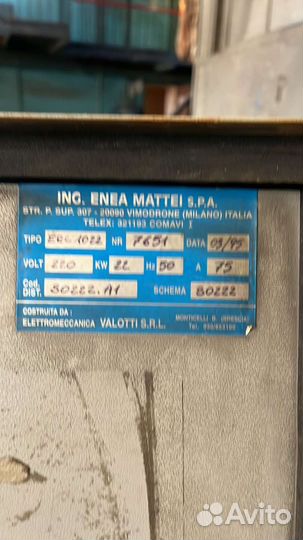 ING. ENEA MATTEI S.P.A.
STR. P. SUP. 307 - 20090 VIMODRONE (MILANO) ITALIA
TELEX: 321193 COMAVI I
TIPO ERC 1022 NR 7651 DATA 03/95
VOLT 220 KW 22 Hz 50 A 75
Cod. DIST. 80222.A1 SCHEMA 80222
COSTRUITA DA:
ELETTROMECCANICA VALOTTI S.R.L.
MONTICELLI B. (BRESCIA)
Tel.
Avito